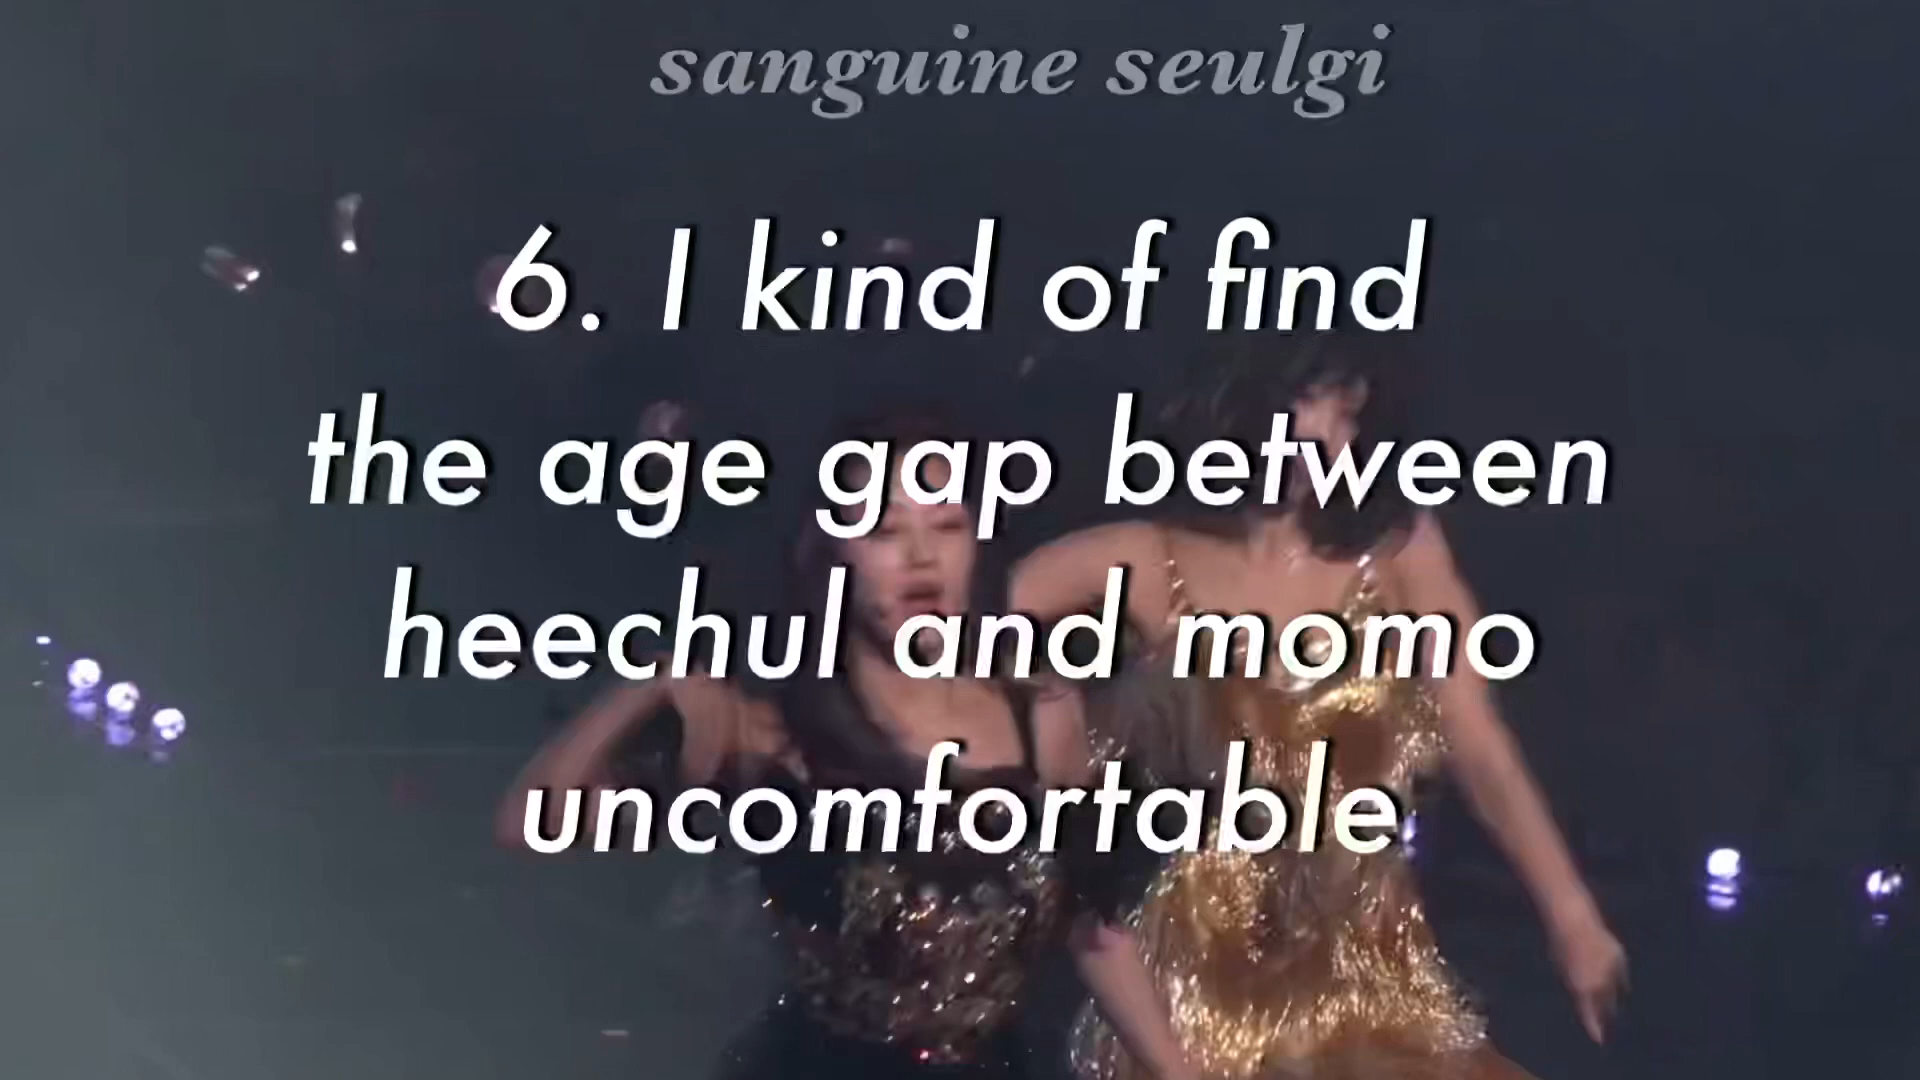 sanguine seulgi
6. I kind of find
the age gap between
heechul and momo
uncomfortable